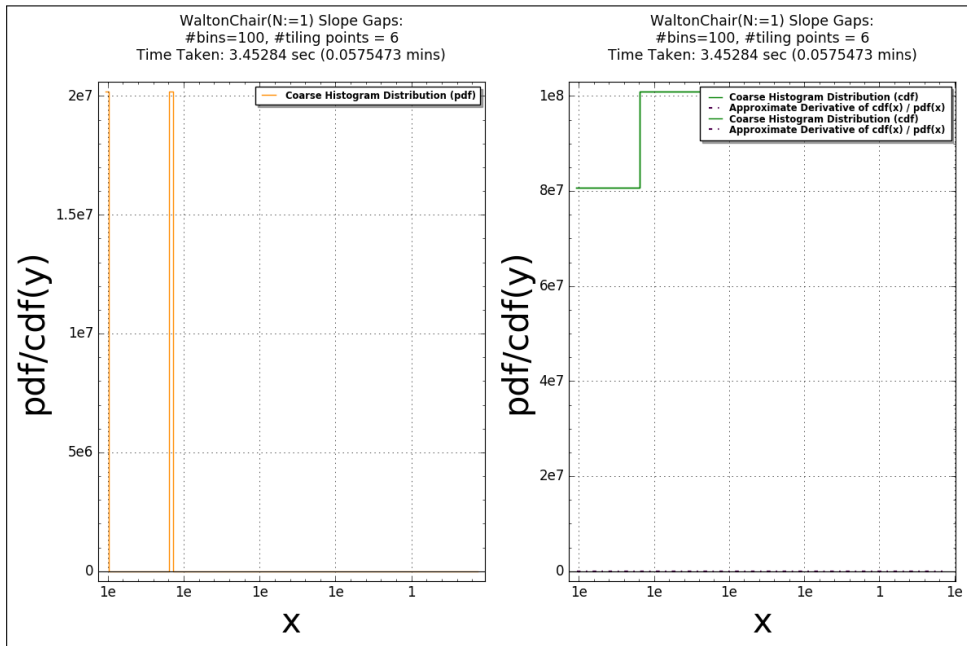 WaltonChair(N:=1) Slope Gaps:
#bins=100, #tiling points = 6
Time Taken: 3.45284 sec (0.0575473 mins)
Coarse Histogram Distribution (pdf)
2e7
1.5e7
1e7
5e6
0
pdf/cdf(y)
1e
1e
1e
1e
1
x
WaltonChair(N:=1) Slope Gaps:
#bins=100, #tiling points = 6
Time Taken: 3.45284 sec (0.0575473 mins)
Coarse Histogram Distribution (cdf)
Approximate Derivative of cdf(x) / pdf(x)
Coarse Histogram Distribution (cdf)
Approximate Derivative of cdf(x) / pdf(x)
1e8
8e7
6e7
4e7
2e7
0
pdf/cdf(y)
1e
1e
1e
1e
1
1e
x